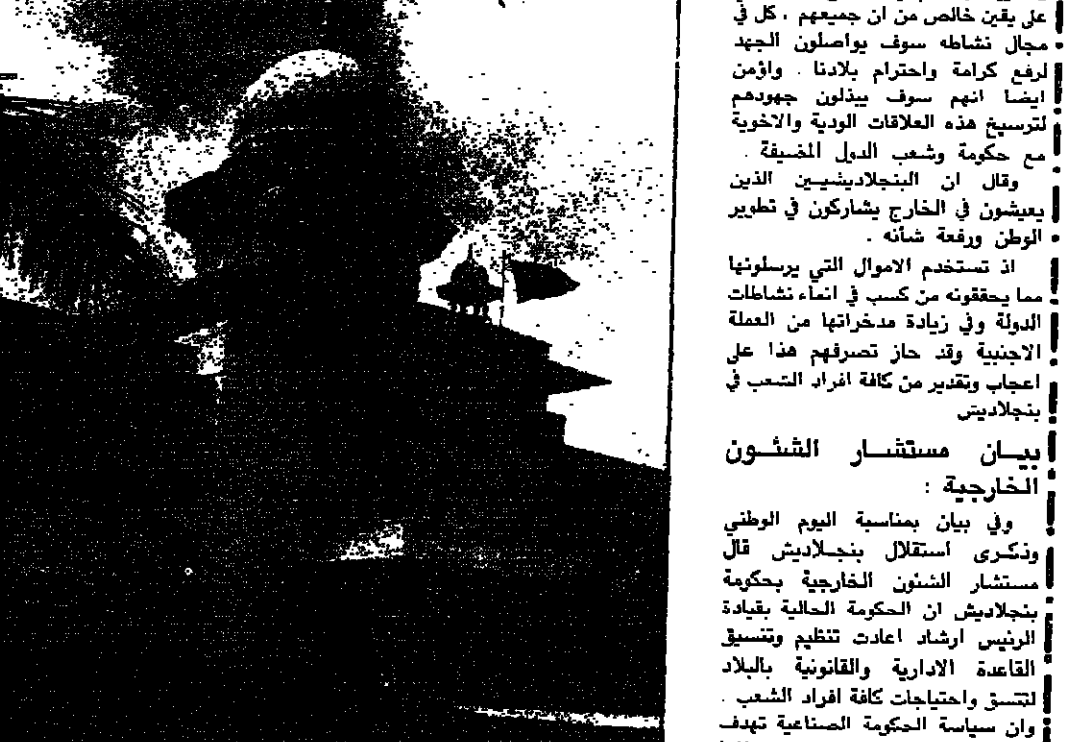 على يقين خالص من ان جميعهم ، كل في
مجال نشاطه سوف يواصلون الجهد
لرفع كرامة واحترام بلادنا . واؤمن
ايضا انهم سوف يبذلون جهودهم
لترسيخ هذه العلاقات الودية والاخوية
مع حكومة وشعب الدول المضيفة .
وقال ان البنجلاديشيين الذين
يعيشون في الخارج يشاركون في تطوير
الوطن ورفعة شأنه .
اذ تستخدم الاموال التي يرسلونها
مما يحققونه من كسب في انماء نشاطات
الدولة وفي زيادة مدخراتها من العملة
الاجنبية وقد حاز تصرفهم هذا على
اعجاب وتقدير من كافة افراد الشعب في
بنجلاديش
بيــان مستشــار الشئــون
الخارجية :
وفي بيان بمناسبة اليوم الوطني
وذكــرى استقلال بنجــلاديش قال
مستشار الشئون الخارجية بحكومة
بنجلاديش ان الحكومة الحالية بقيادة
الرئيس ارشاد اعادت تنظيم وتنسيق
القاعدة الادارية والقانونية بالبلاد
لتتسق واحتياجات كافة افراد الشعب .
وان سياسة الحكومة الصناعية تهدف